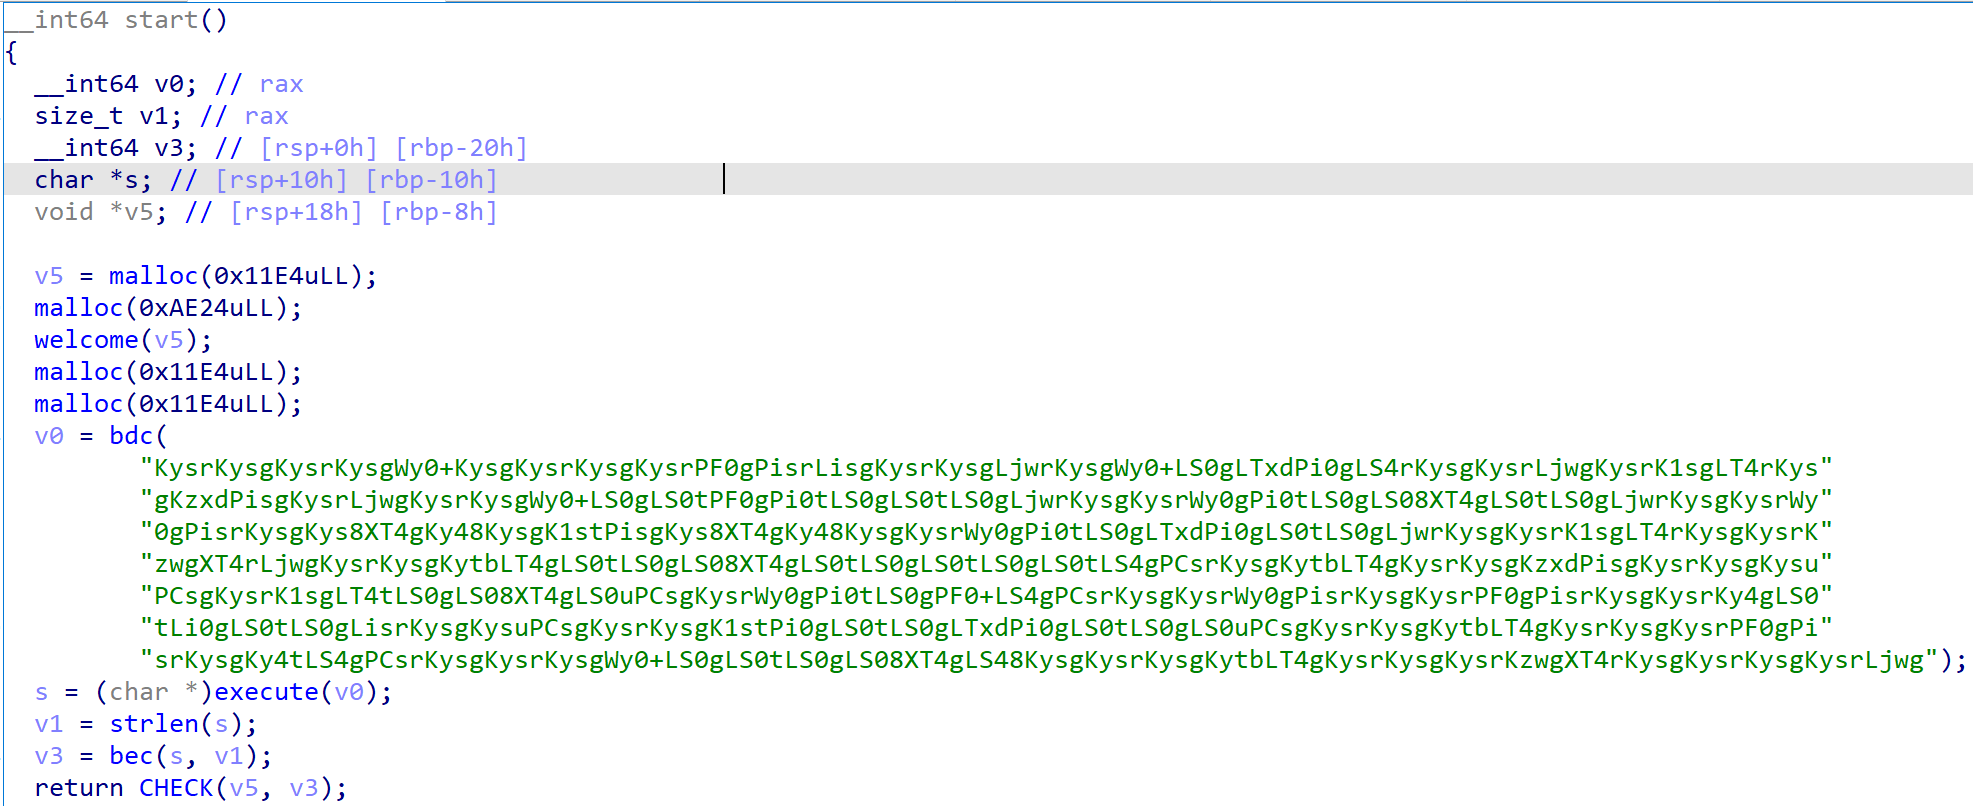 __int64 start()
{
  __int64 v0; // rax
  size_t v1; // rax
  __int64 v3; // [rsp+0h] [rbp-20h]
  char *s; // [rsp+10h] [rbp-10h]
  void *v5; // [rsp+18h] [rbp-8h]

  v5 = malloc(0x11E4uLL);
  malloc(0xAE24uLL);
  welcome(v5);
  malloc(0x11E4uLL);
  malloc(0x11E4uLL);
  v0 = bdc(
         "KysrKysgKysrKysgWy0+KysgKysrKysgKysrPF0gPisrLisgKysrKysgLjwrKysgWy0+LS0gLTxdPi0gLS4rKysgKysrLjwgKysrK1sgLT4rKys"
         "gKzxdPisgKysrLjwgKysrKysgWy0+LS0gLS0tPF0gPi0tLS0gLS0tLS0gLjwrKysgKysrWy0gPi0tLS0gLS08XT4gLS0tLS0gLjwrKysgKysrWy"
         "0gPisrKysgKys8XT4gKy48KysgK1stPisgKys8XT4gKy48KysgKysrWy0gPi0tLS0gLTxdPi0gLS0tLS0gLjwrKysgKysrK1sgLT4rKysgKysrK"
         "zwgXT4rLjwgKysrKysgKytbLT4gLS0tLS0gLS08XT4gLS0tLS0gLS0tLS0gLS0tLS4gPCsrKysgKytbLT4gKysrKysgKzxdPisgKysrKysgKysu"
         "PCsgKysrK1sgLT4tLS0gLS08XT4gLS0uPCsgKysrWy0gPi0tLS0gPF0+LS4gPCsrKysgKysrWy0gPisrKysgKysrPF0gPisrKysgKysrKy4gLS0"
         "tLi0gLS0tLS0gLisrKysgKysuPCsgKysrKysgK1stPi0gLS0tLS0gLTxdPi0gLS0tLS0gLS0uPCsgKysrKysgKytbLT4gKysrKysgKysrPF0gPi"
         "srKysgKy4tLS4gPCsrKysgKysrKysgWy0+LS0gLS0tLS0gLS08XT4gLS48KysgKysrKysgKytbLT4gKysrKysgKysrKzwgXT4rKysgKysrKysgKysrLjwg");
  s = (char *)execute(v0);
  v1 = strlen(s);
  v3 = bec(s, v1);
  return CHECK(v5, v3);